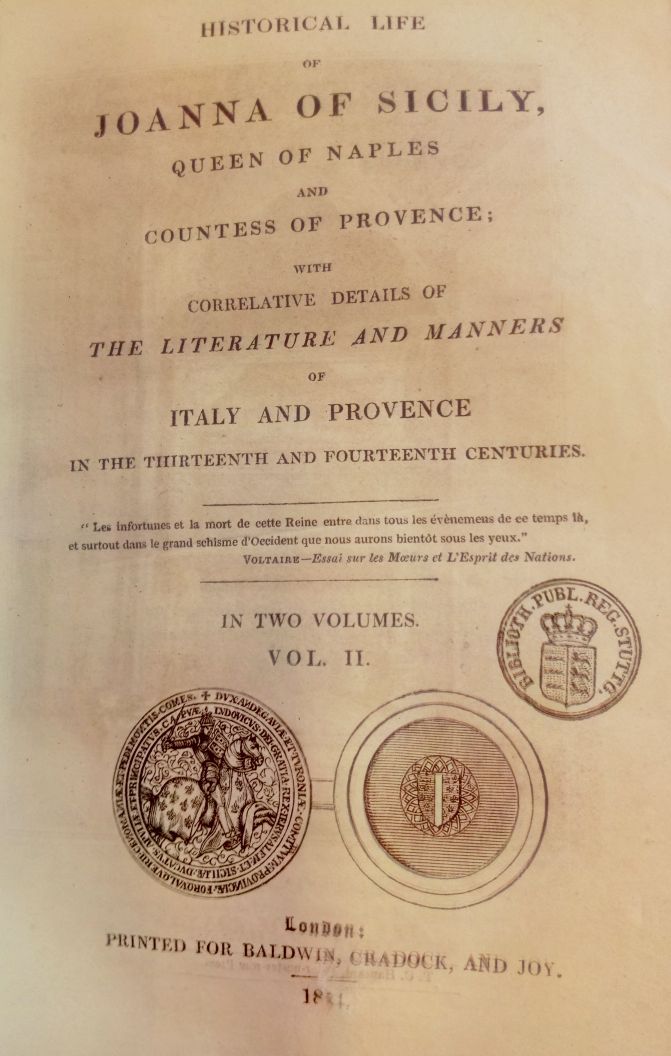 HISTORICAL LIFE
OF
JOANNA OF SICILY,
QUEEN OF NAPLES
AND
COUNTESS OF PROVENCE;
WITH
CORRELATIVE DETAILS OF
THE LITERATURE AND MANNERS
OF
ITALY AND PROVENCE
IN THE THIRTEENTH AND FOURTEENTH CENTURIES.
“ Les infortunes et la mort de cette Reine entre dans tous les évènemens de ce temps là,
et surtout dans le grand schisme d'Occident que nous aurons bientôt sous les yeux.”
VOLTAIRE—Essai sur les Mœurs et L'Esprit des Nations.
IN TWO VOLUMES.
VOL. II.
BIBLIOTH. PUBL. REG. STUTTG.
London:
PRINTED FOR BALDWIN, CRADOCK, AND JOY.